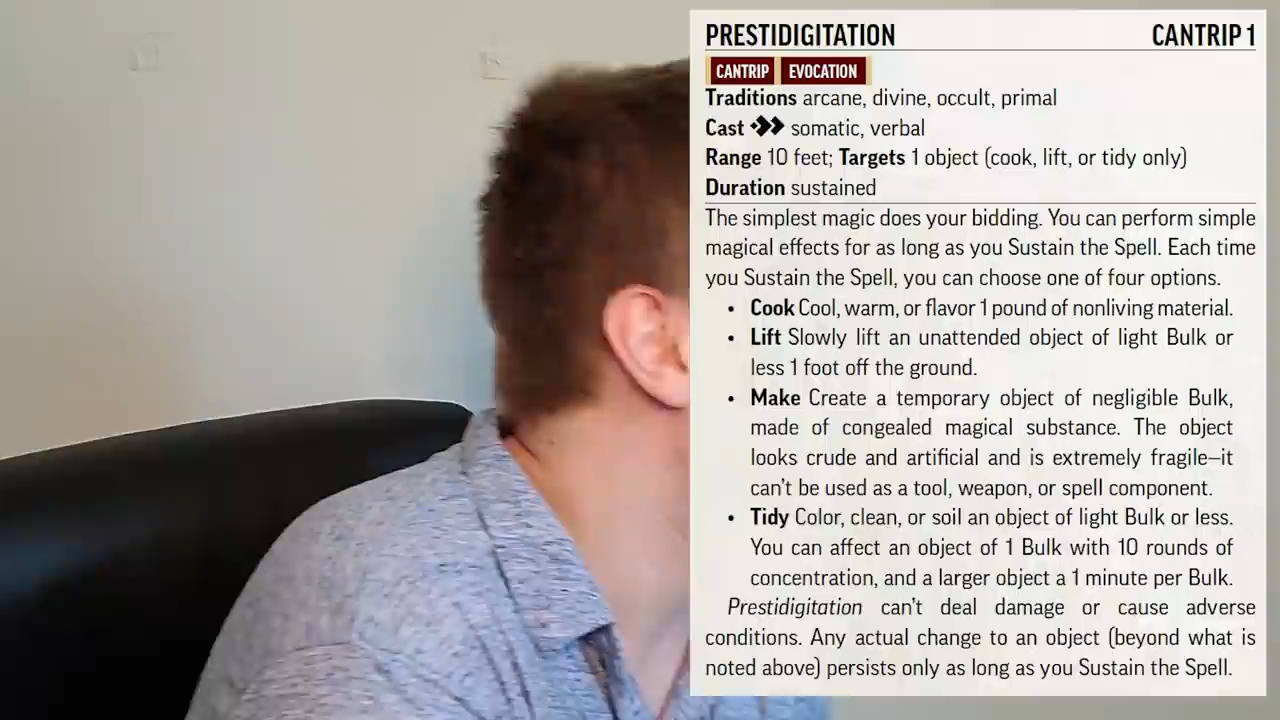 PRESTIDIGITATION CANTRIP 1
CANTRIP EVOCATION
Traditions arcane, divine, occult, primal
Cast somatic, verbal
Range 10 feet; Targets 1 object (cook, lift, or tidy only)
Duration sustained
The simplest magic does your bidding. You can perform simple
magical effects for as long as you Sustain the Spell. Each time
you Sustain the Spell, you can choose one of four options.
• Cook Cool, warm, or flavor 1 pound of nonliving material.
• Lift Slowly lift an unattended object of light Bulk or
less 1 foot off the ground.
• Make Create a temporary object of negligible Bulk,
made of congealed magical substance. The object
looks crude and artificial and is extremely fragile—it
can't be used as a tool, weapon, or spell component.
• Tidy Color, clean, or soil an object of light Bulk or less.
You can affect an object of 1 Bulk with 10 rounds of
concentration, and a larger object a 1 minute per Bulk.
Prestidigitation can't deal damage or cause adverse
conditions. Any actual change to an object (beyond what is
noted above) persists only as long as you Sustain the Spell.